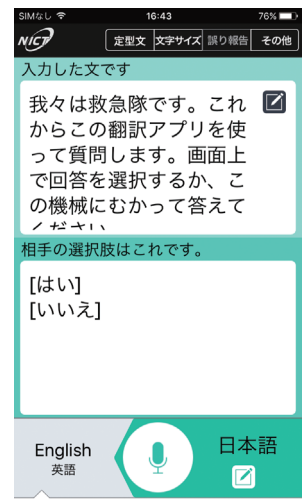 SIMなし 16:43 76%
NICT 定型文 文字サイズ 誤り報告 その他
入力した文です
我々は救急隊です。これ
からこの翻訳アプリを使
って質問します。画面上
で回答を選択するか、こ
の機械にむかって答えて
ください
相手の選択肢はこれです。
[はい]
[いいえ]
English 日本語
英語